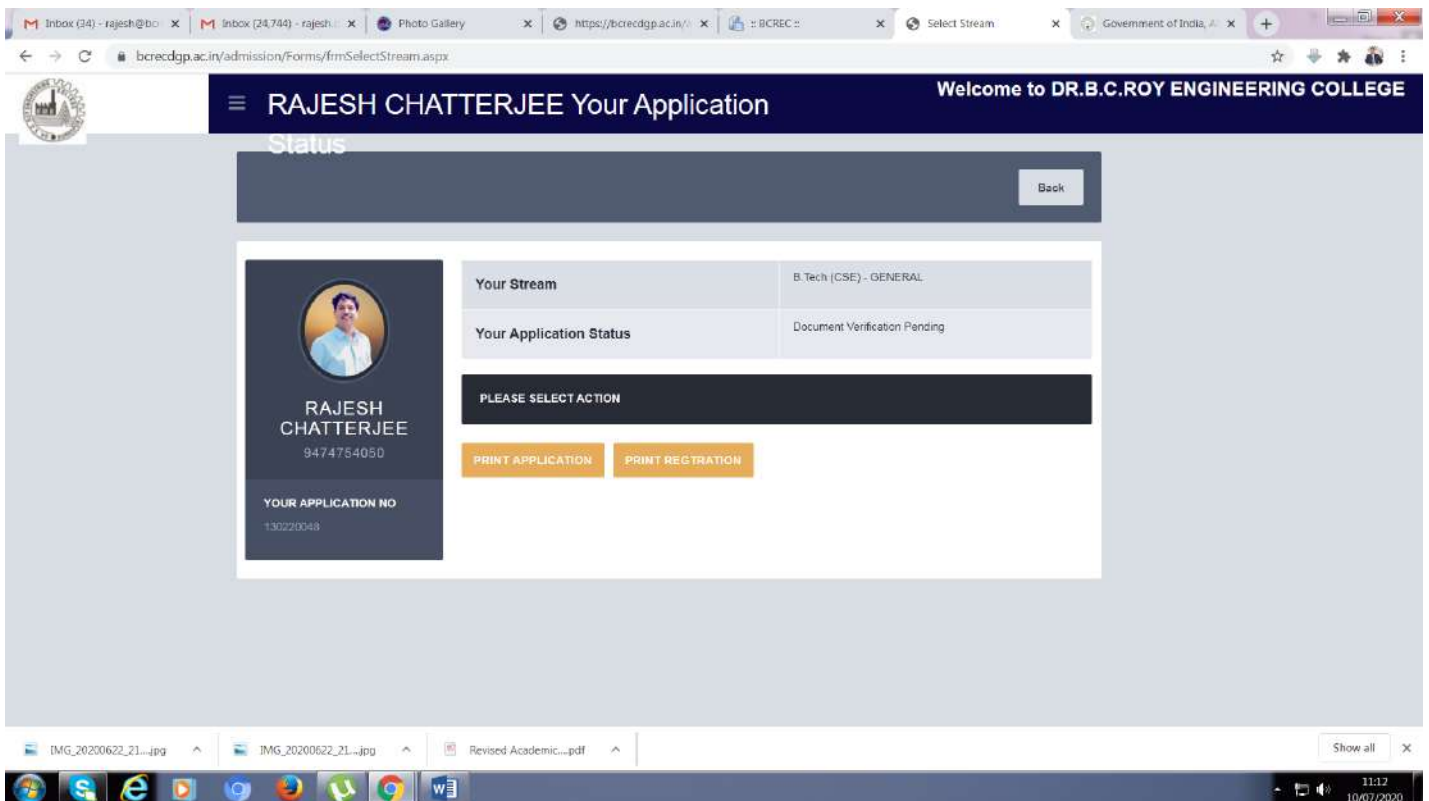 Inbox (34) - rajesh@bo
Inbox (24,744) - rajesh.
Photo Gallery
https://bcrecdgp.ac.in/
:: BCREC ::
Select Stream
Government of India, A
bcrecdgp.ac.in/admission/Forms/frmSelectStream.aspx
Welcome to DR.B.C.ROY ENGINEERING COLLEGE
RAJESH CHATTERJEE Your Application
Status
Back
Your Stream
B.Tech (CSE) - GENERAL
Your Application Status
Document Verification Pending
PLEASE SELECT ACTION
RAJESH
CHATTERJEE
9474754050
PRINT APPLICATION
PRINT REGTRATION
YOUR APPLICATION NO
130220048
IMG_20200622_21....jpg
IMG_20200622_21....jpg
Revised Academic....pdf
Show all
11:12
10/07/2020